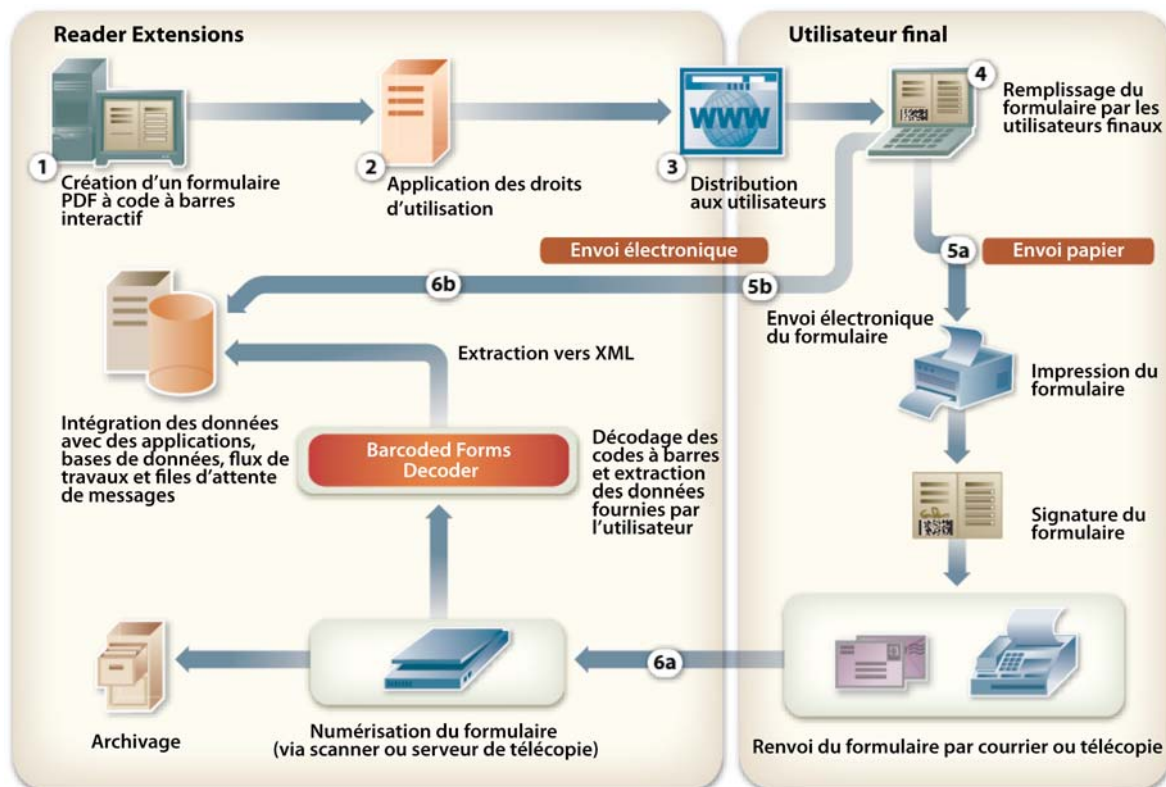 Reader Extensions
Utilisateur final
1
Création d'un formulaire
PDF à code à barres
interactif
2
Application des droits
d'utilisation
WWW
3
Distribution
aux utilisateurs
4
Remplissage du
formulaire par les
utilisateurs finaux
Envoi électronique
5a
Envoi papier
6b
5b
Envoi électronique
du formulaire
Extraction vers XML
Impression du
formulaire
Intégration des données
avec des applications,
bases de données, flux de
travaux et files d'attente
de messages
Barcoded Forms
Decoder
Décodage des
codes à barres
et extraction
des données
fournies par
l'utilisateur
Signature du
formulaire
6a
Archivage
Numérisation du formulaire
(via scanner ou serveur de télécopie)
Renvoi du formulaire par courrier ou télécopie